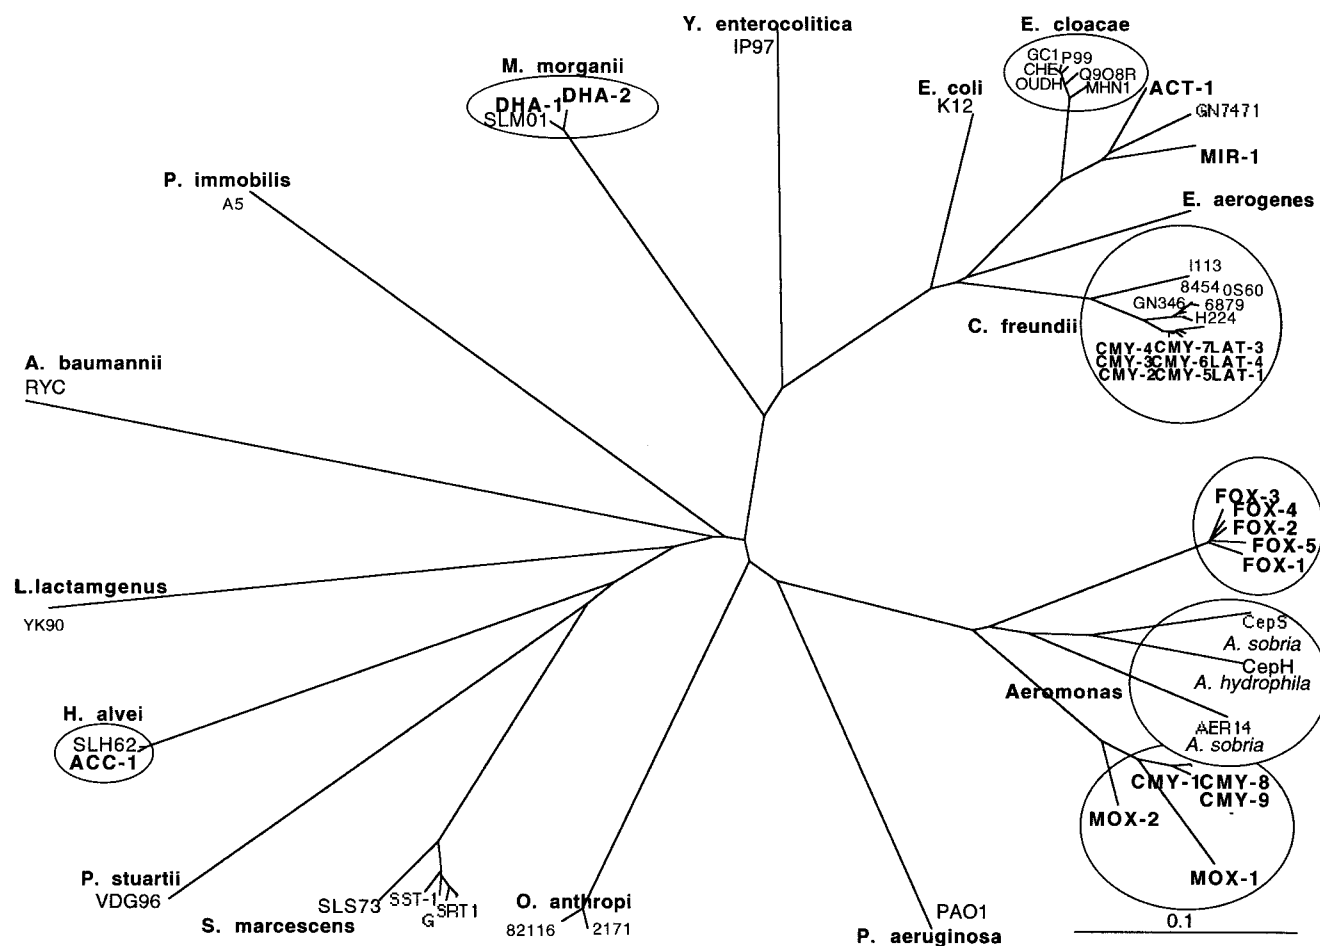 Y. enterocolitica
IP97
E. cloacae
GC1 P99
CHE Q908R
OUDH MHN1
M. morganii
DHA-1 DHA-2
SLM01
E. coli
K12
ACT-1
GN7471
MIR-1
P. immobilis
A5
E. aerogenes
I113
8454 0S60
GN346 6879
H224
C. freundii
CMY-4 CMY-7 LAT-3
CMY-3 CMY-6 LAT-4
CMY-2 CMY-5 LAT-1
A. baumannii
RYC
FOX-3
FOX-4
FOX-2
FOX-5
FOX-1
L.lactamgenus
YK90
CepS
A. sobria
CepH
A. hydrophila
Aeromonas
AER14
A. sobria
H. alvei
SLH62
ACC-1
CMY-1 CMY-8
CMY-9
MOX-2
MOX-1
P. stuartii
VDG96
SLS73 SST-1 SRT1
G
S. marcescens
O. anthropi
82116 2171
PAO1
P. aeruginosa
0.1